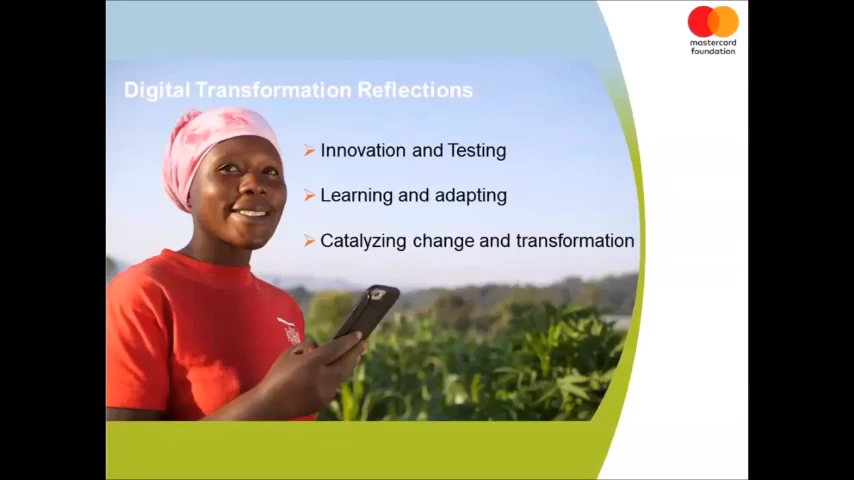 mastercard
foundation
Digital Transformation Reflections
Innovation and Testing
Learning and adapting
Catalyzing change and transformation